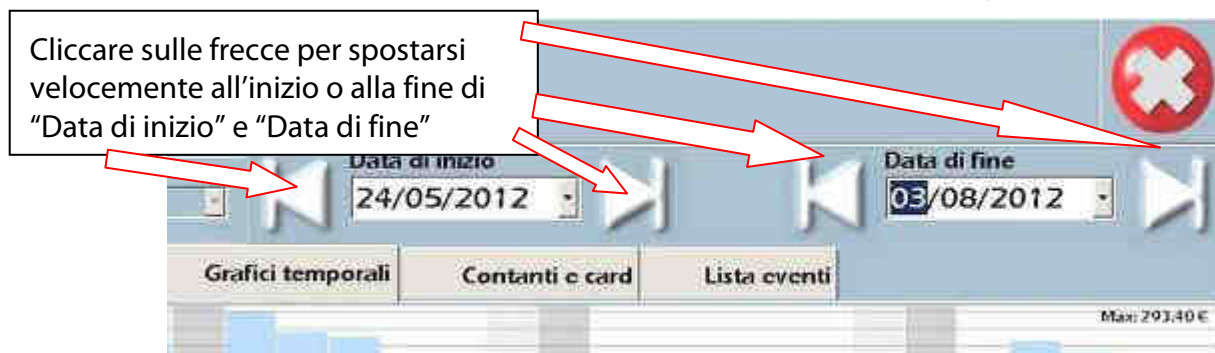 Cliccare sulle frecce per spostarsi
velocemente all’inizio o alla fine di
“Data di inizio” e “Data di fine”
Data di inizio
Data di fine
24/05/2012
03/08/2012
Grafici temporali
Contanti e card
Lista eventi
Max: 293.40 €